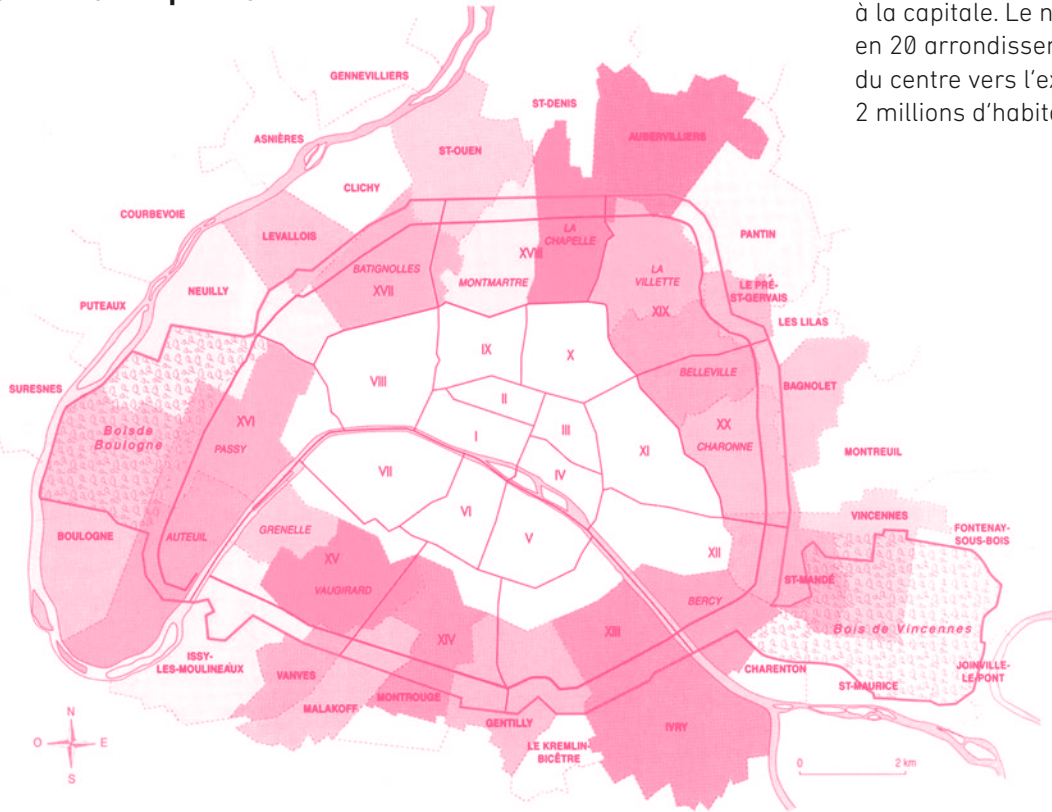 à la capitale. Le n
en 20 arrondisser
du centre vers l'ex
2 millions d'habita
GENNEVILLIERS
ST-DENIS
AUBERVILLIERS
ASNIÈRES
ST-OUEN
CLICHY
COURBEVOIE
LEVALLOIS
PANTIN
LA
CHAPELLE
XVIII
BATIGNOLLES
XVII
MONTMARTRE
LA
VILLETTE
XIX
NEUILLY
PUTEAUX
LE PRÉ-
ST-GERVAIS
LES LILAS
IX
X
VIII
BELLEVILLE
BAGNOLET
SURESNES
II
XVI
XX
Bois de
Boulogne
PASSY
I
III
XI
CHARONNE
MONTREUIL
VII
IV
VI
VINCENNES
BOULOGNE
AUTEUIL
GRENELLE
V
FONTENAY-
SOUS-BOIS
XV
XII
VAUGIRARD
ST-MANDÉ
BERCY
XIV
XIII
Bois de Vincennes
ISSY-
LES-MOULINEAUX
VANVES
CHARENTON
JOINVILLE-
LE-PONT
ST-MAURICE
MALAKOFF
MONTROUGE
GENTILLY
IVRY
LE KREMLIN-
BICÊTRE
N
O
E
S
0
2 km